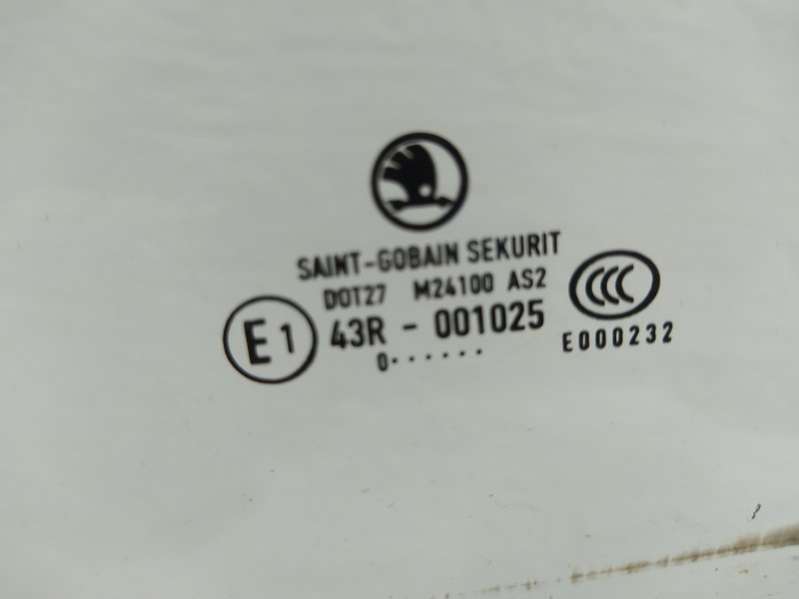 SAINT-GOBAIN SEKURIT
DOT27 M24100 AS2
E1 43R - 001025
0·······
CCC
E000232